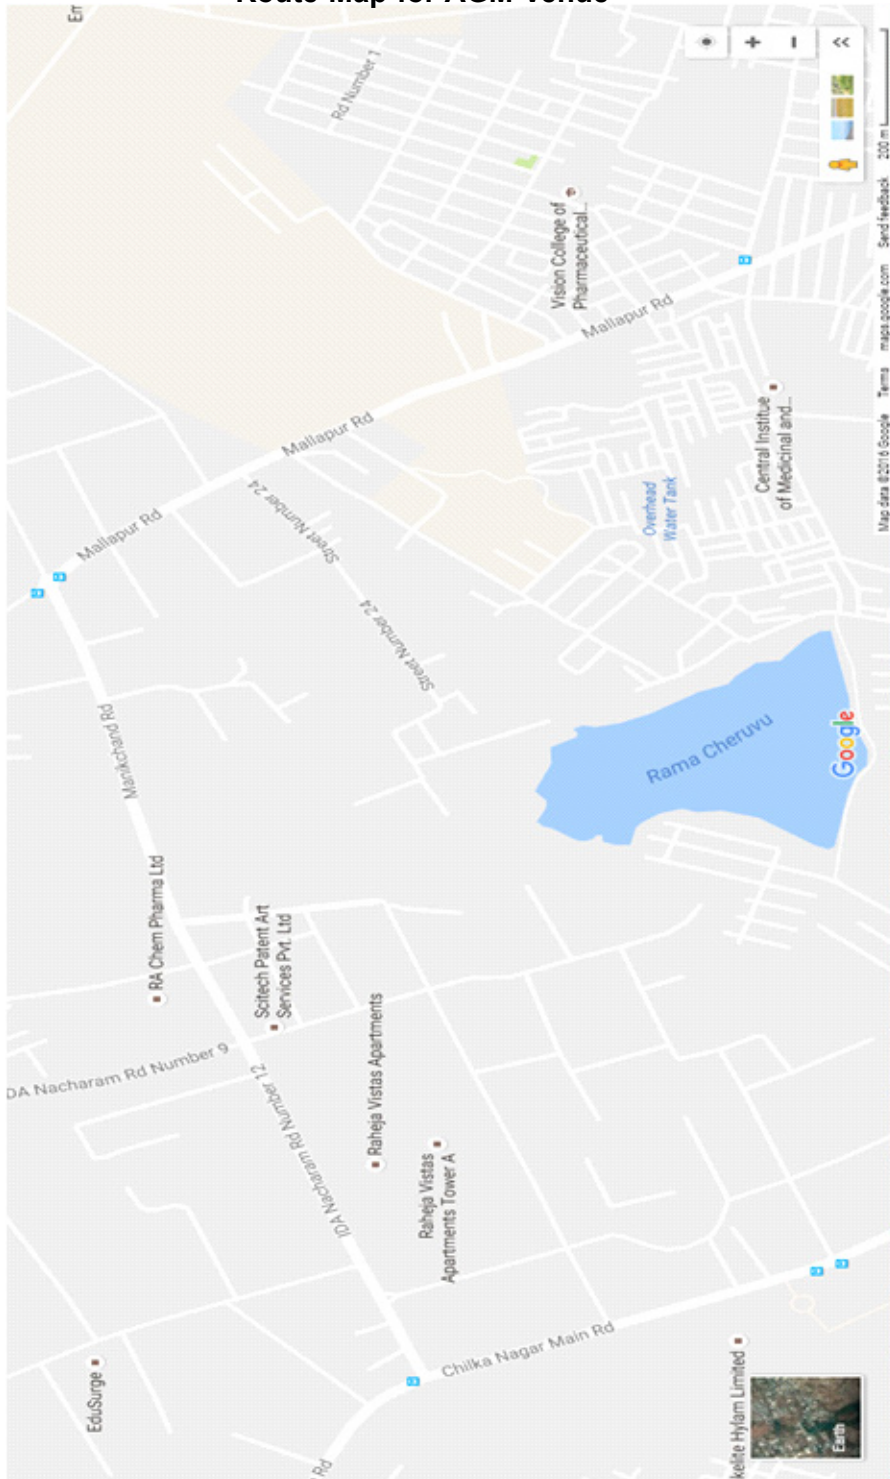 Route Map for AGM Venue
Rd Number 1
Vision College of
Pharmaceutical...
Mallapur Rd
Mallapur Rd
Mallapur Rd
Street Number 24
Street Number 24
Central Institue
of Medicinal and...
Overhead
Water Tank
Rama Cheruvu
Google
Manikchand Rd
RA Chem Pharma Ltd
Scitech Patent Art
Services Pvt. Ltd
DA Nacharam Rd Number 9
IDA Nacharam Rd Number 12
Raheja Vistas Apartments
Raheja Vistas
Apartments Tower A
Chilka Nagar Main Rd
EduSurge
Rd
kelite Hylam Limited
Earth
Map data ©2016 Google Terms maps.google.com Send feedback 200 m